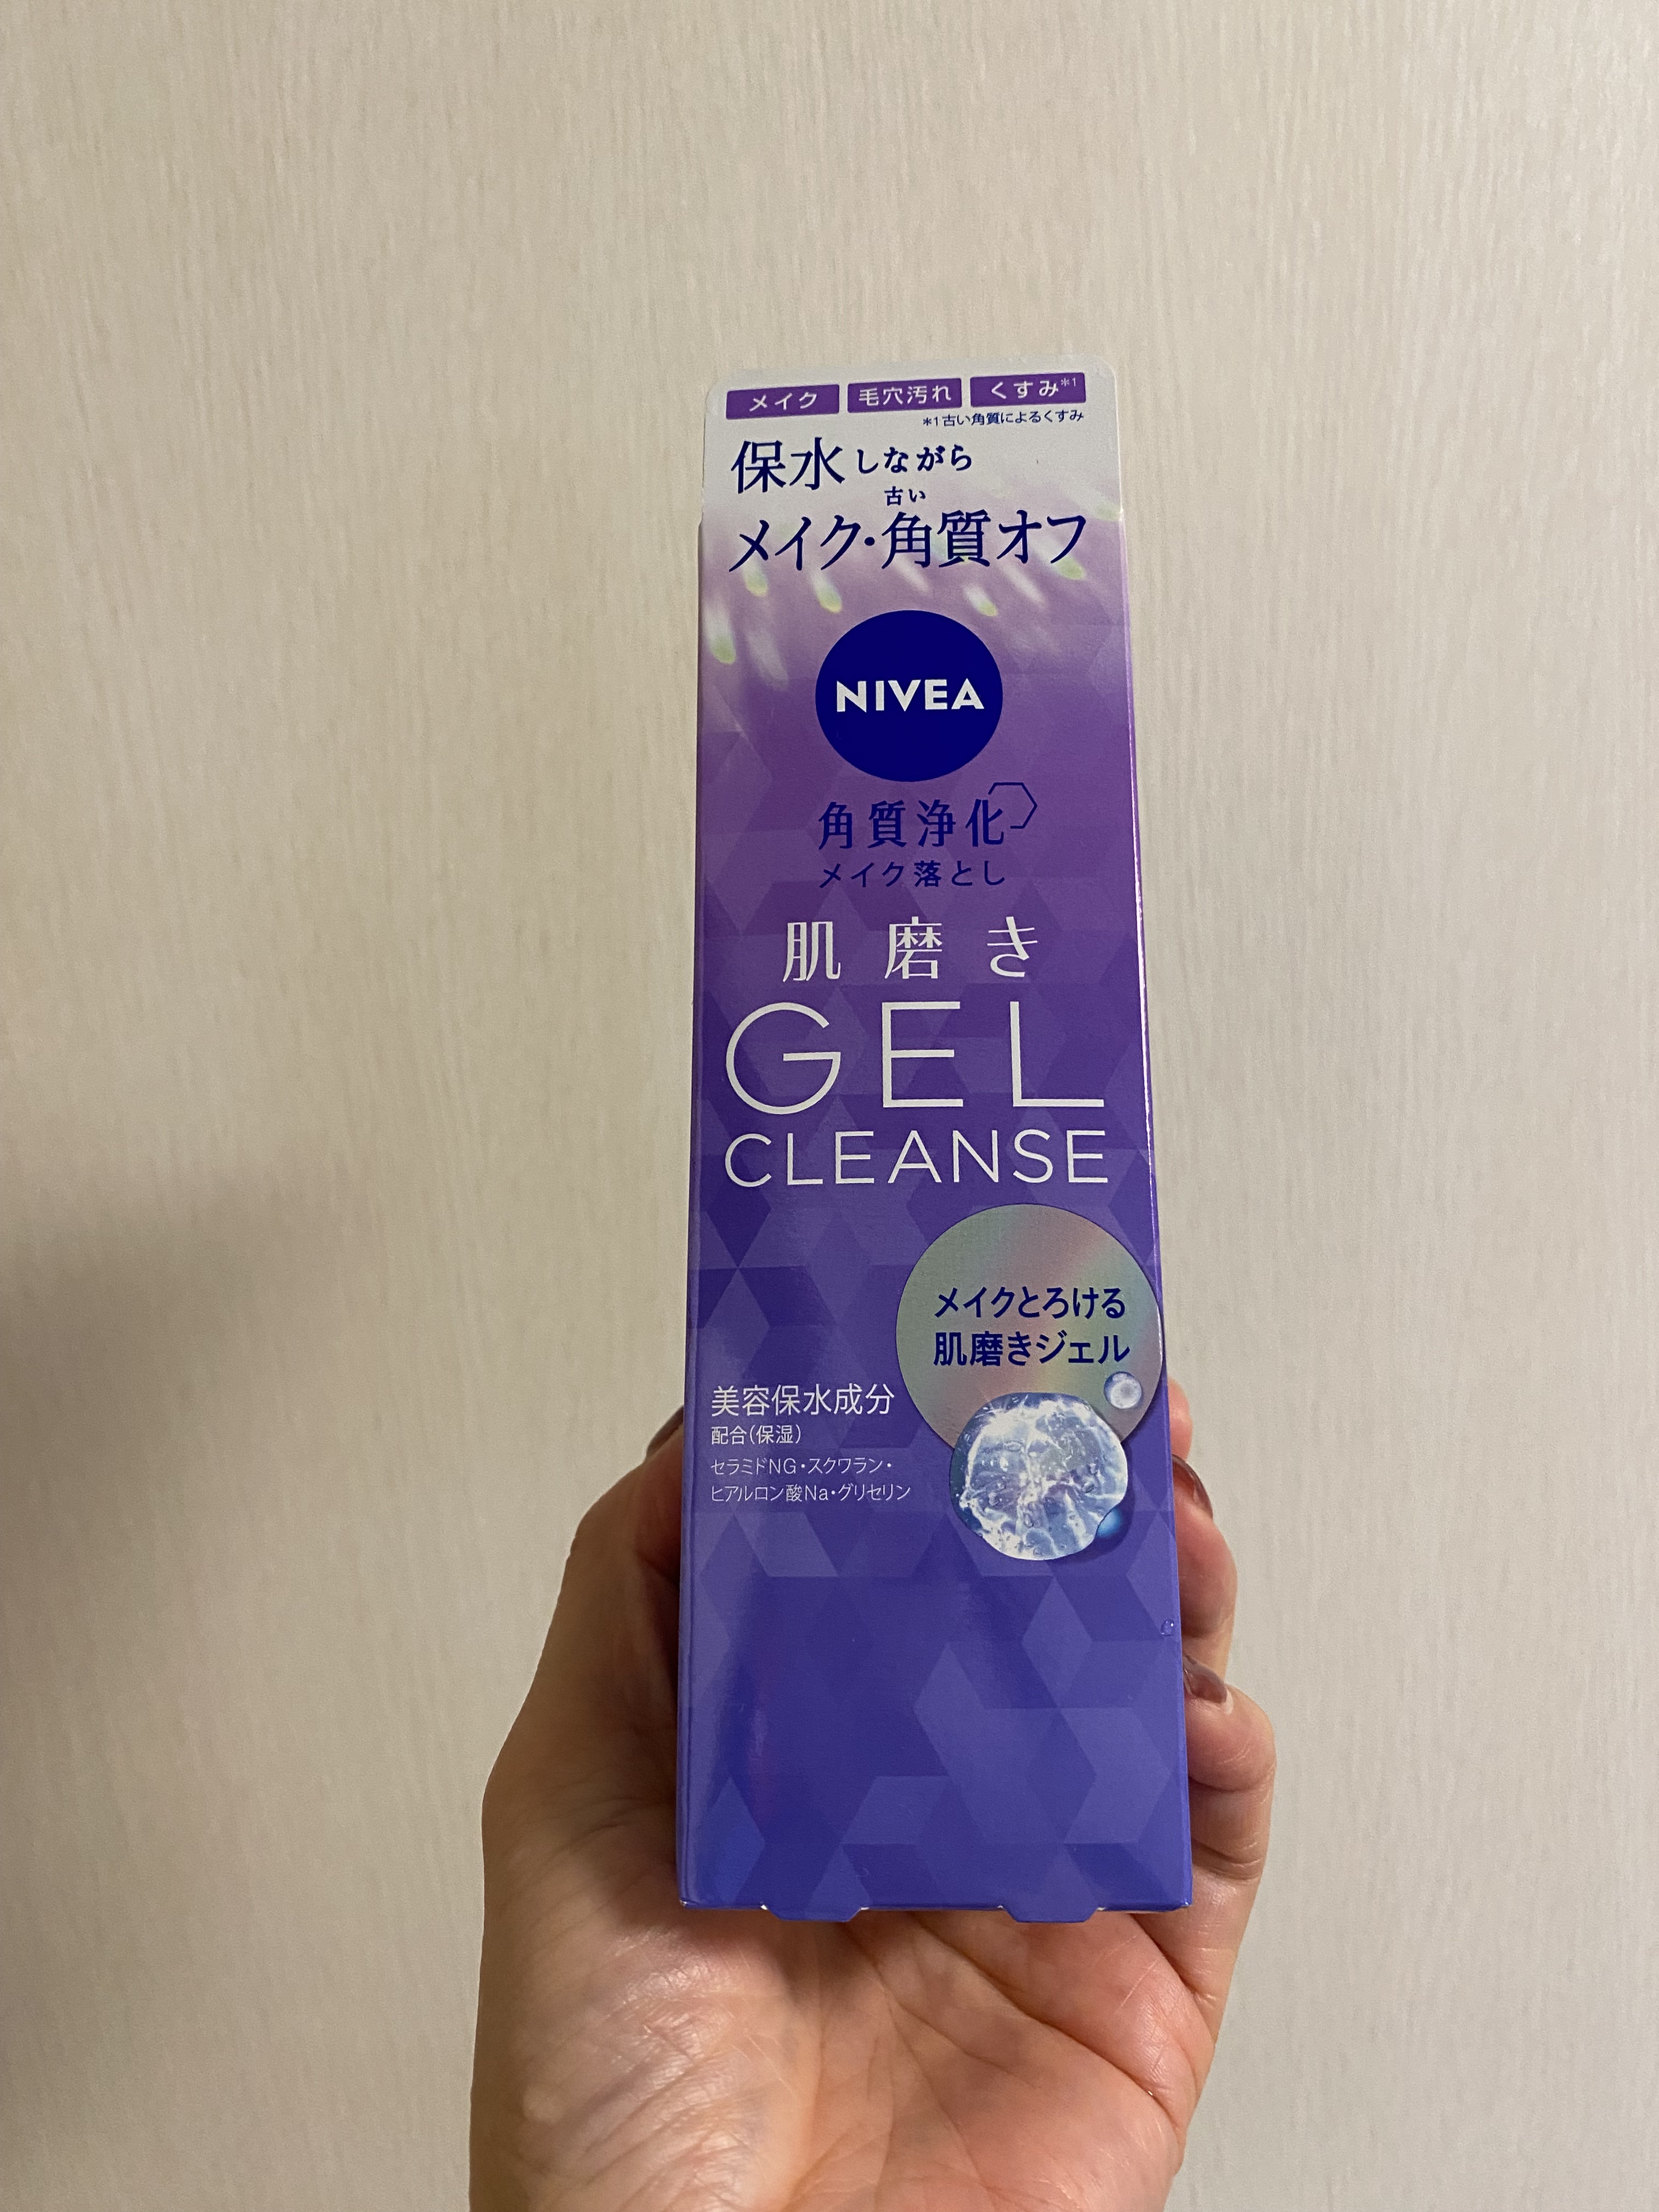 メイク 毛穴汚れ くすみ*1
*1古い角質によるくすみ
保水しながら
古い
メイク・角質オフ
NIVEA
角質浄化
メイク落とし
肌磨き
GEL
CLEANSE
メイクとろける
肌磨きジェル
美容保水成分
配合(保湿)
セラミドNG・スクワラン・
ヒアルロン酸Na・グリセリン